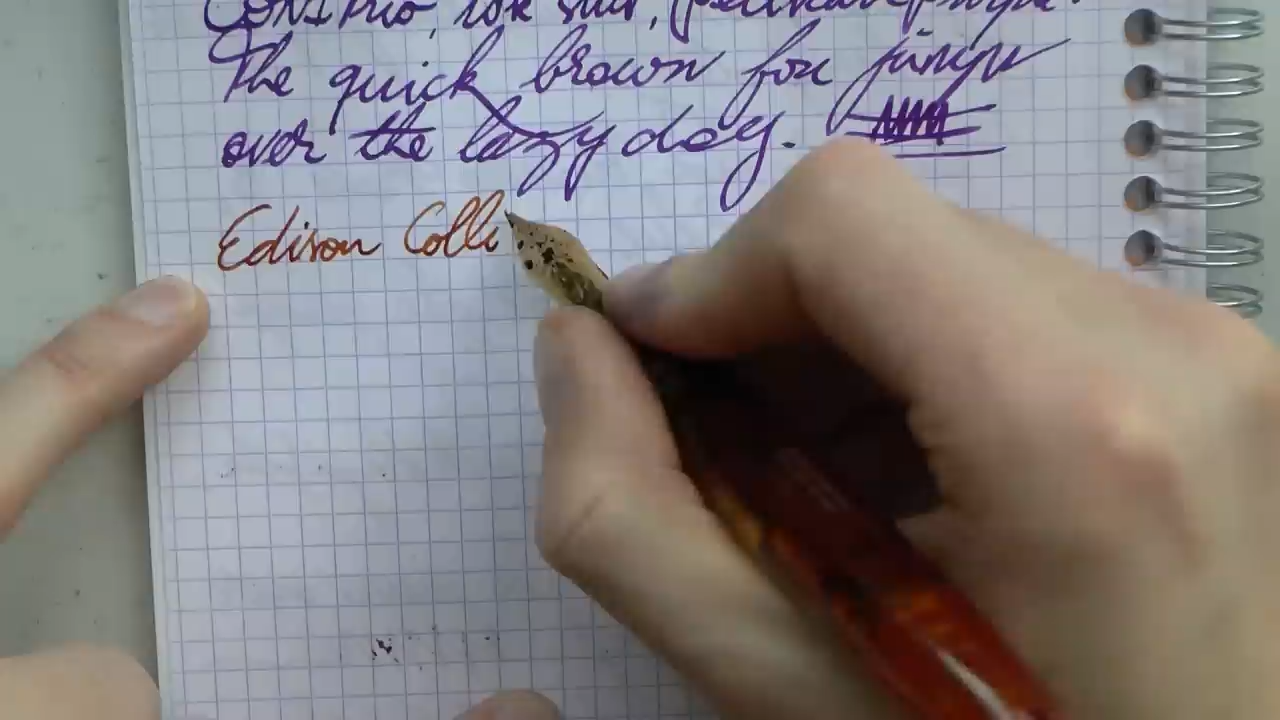 The quick brown fox jumps
over the lazy dog.
Edison Colli